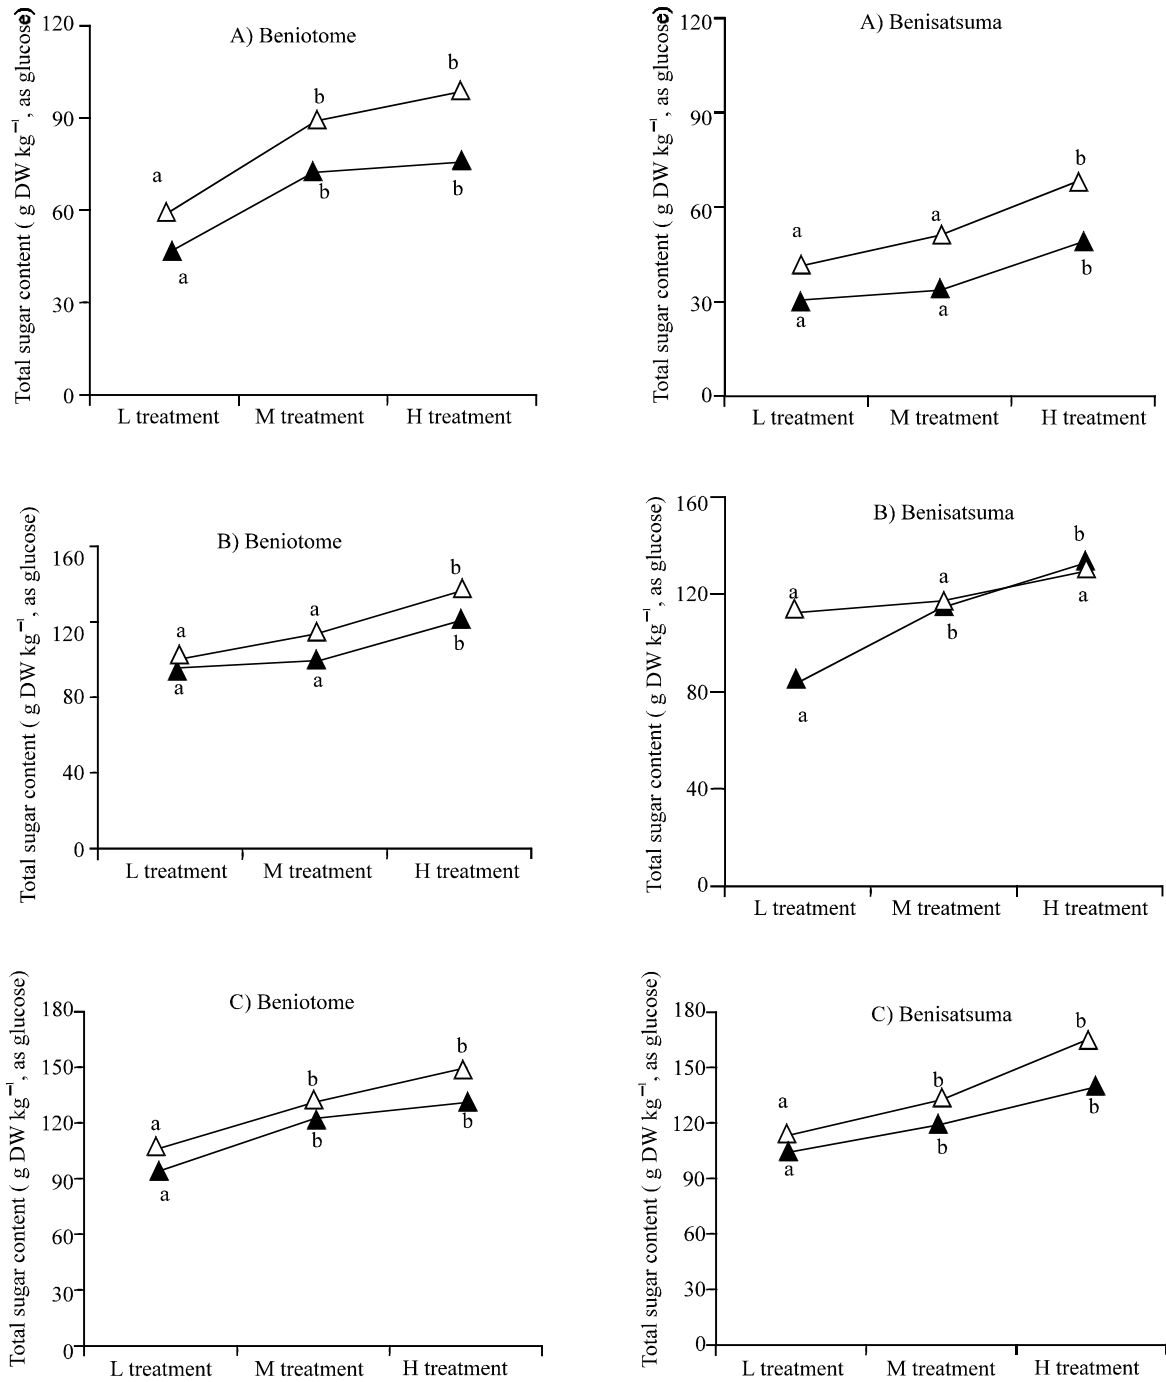 A) Beniotome
Total sugar content ( g DW kg⁻¹, as glucose)
120
90
60
30
0
a
b
b
a
b
b
L treatment M treatment H treatment
A) Benisatsuma
Total sugar content ( g DW kg⁻¹, as glucose)
120
90
60
30
0
a
a
b
a
a
b
L treatment M treatment H treatment
B) Beniotome
Total sugar content ( g DW kg⁻¹, as glucose)
160
120
80
40
0
a
a
b
a
a
b
L treatment M treatment H treatment
B) Benisatsuma
Total sugar content ( g DW kg⁻¹, as glucose)
160
120
80
40
0
a
a
b
a
b
a
L treatment M treatment H treatment
C) Beniotome
Total sugar content ( g DW kg⁻¹, as glucose)
180
150
120
90
60
30
0
a
b
b
a
b
b
L treatment M treatment H treatment
C) Benisatsuma
Total sugar content ( g DW kg⁻¹, as glucose)
180
150
120
90
60
30
0
a
b
b
a
b
b
L treatment M treatment H treatment